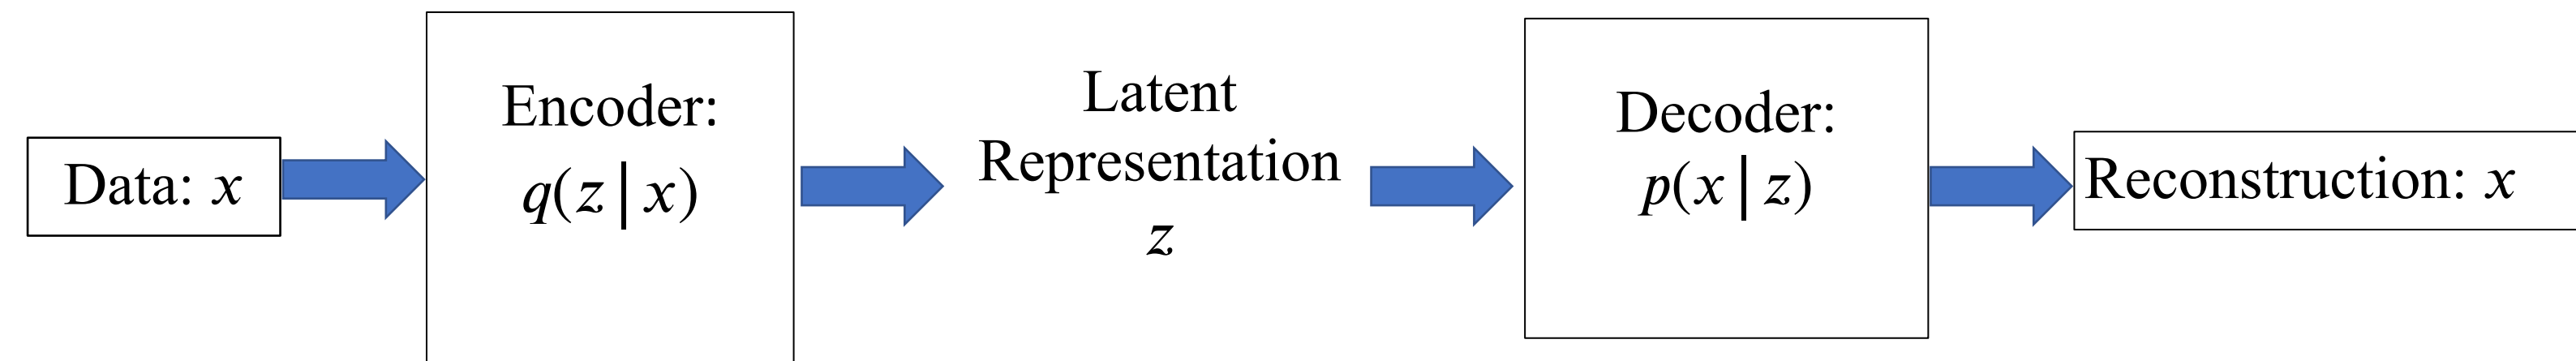 Data: x
Encoder:
q(z|x)
Latent
Representation
z
Decoder:
p(x|z)
Reconstruction: x